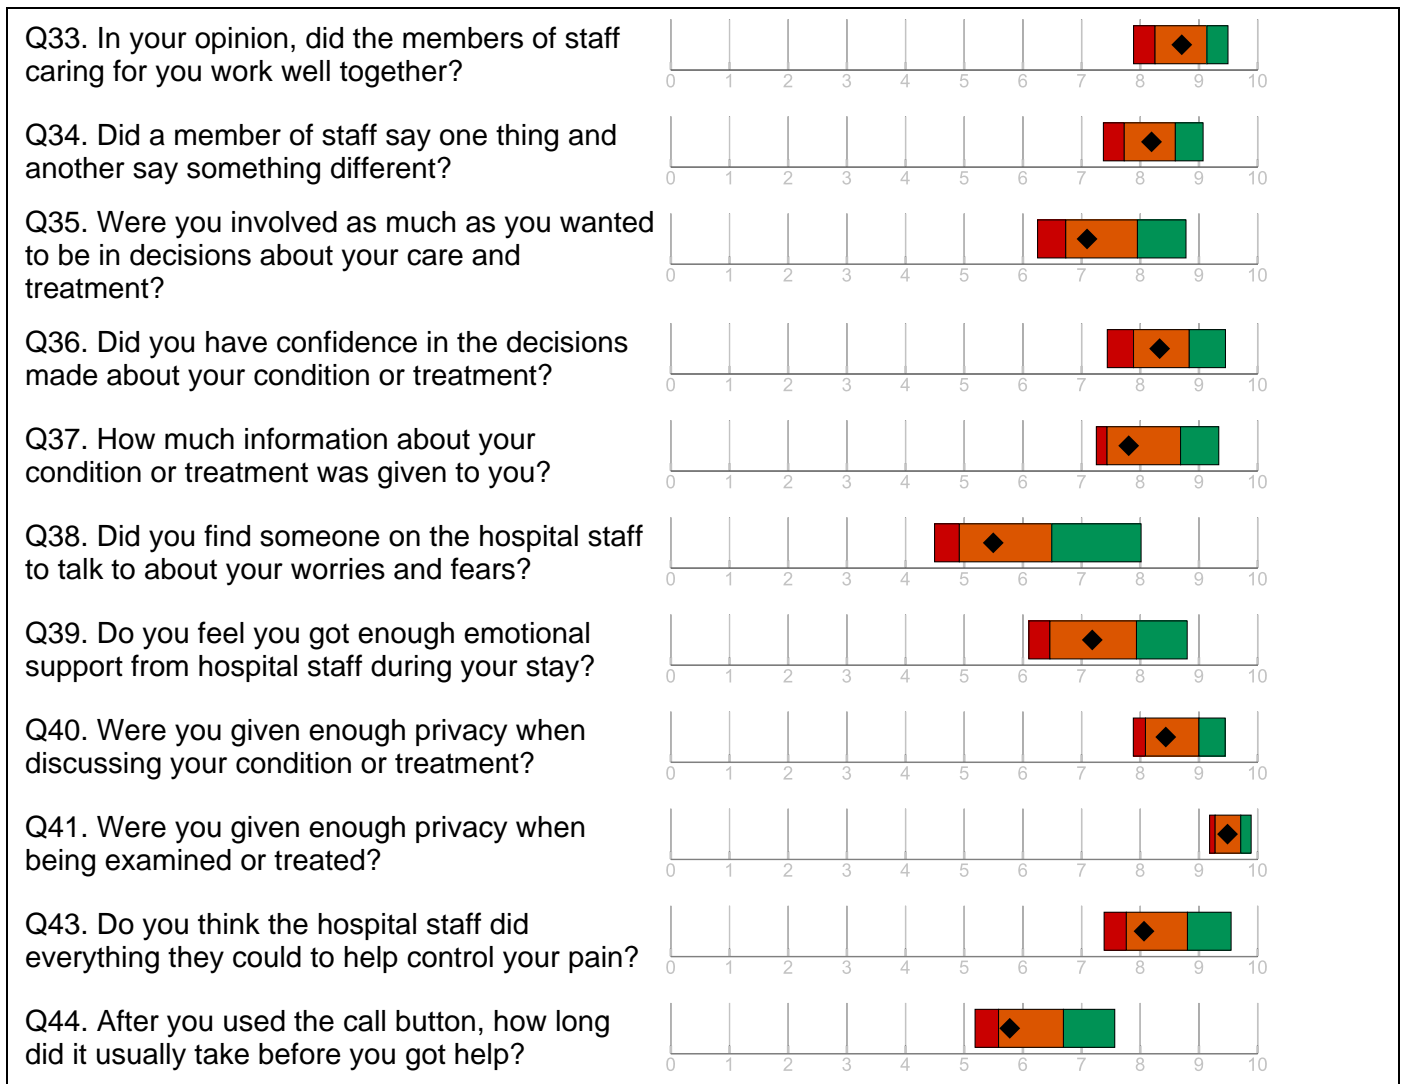 Q33. In your opinion, did the members of staff
caring for you work well together?
0 1 2 3 4 5 6 7 8 9 10
Q34. Did a member of staff say one thing and
another say something different?
0 1 2 3 4 5 6 7 8 9 10
Q35. Were you involved as much as you wanted
to be in decisions about your care and
treatment?
0 1 2 3 4 5 6 7 8 9 10
Q36. Did you have confidence in the decisions
made about your condition or treatment?
0 1 2 3 4 5 6 7 8 9 10
Q37. How much information about your
condition or treatment was given to you?
0 1 2 3 4 5 6 7 8 9 10
Q38. Did you find someone on the hospital staff
to talk to about your worries and fears?
0 1 2 3 4 5 6 7 8 9 10
Q39. Do you feel you got enough emotional
support from hospital staff during your stay?
0 1 2 3 4 5 6 7 8 9 10
Q40. Were you given enough privacy when
discussing your condition or treatment?
0 1 2 3 4 5 6 7 8 9 10
Q41. Were you given enough privacy when
being examined or treated?
0 1 2 3 4 5 6 7 8 9 10
Q43. Do you think the hospital staff did
everything they could to help control your pain?
0 1 2 3 4 5 6 7 8 9 10
Q44. After you used the call button, how long
did it usually take before you got help?
0 1 2 3 4 5 6 7 8 9 10